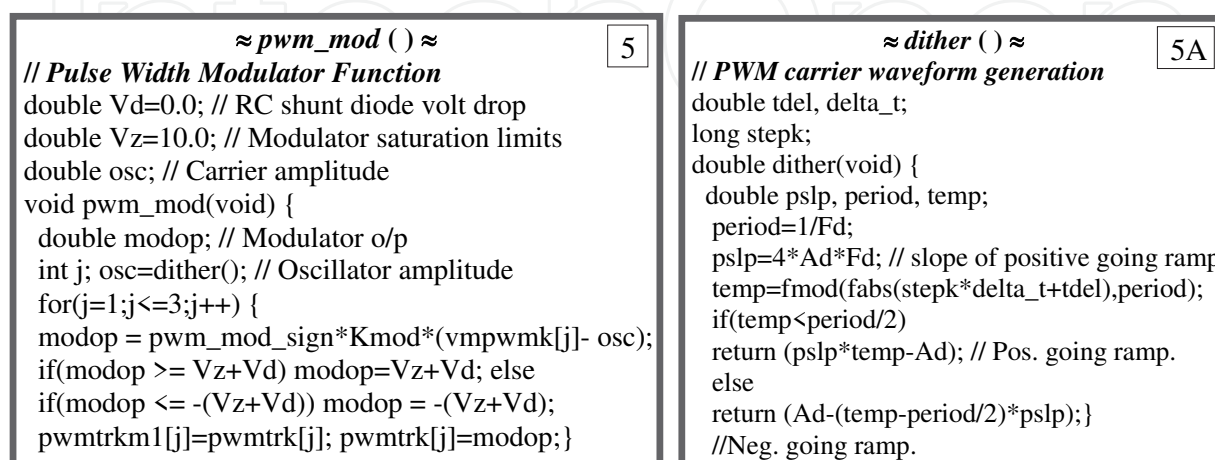 ≈ pwm_mod ( ) ≈
5
// Pulse Width Modulator Function
double Vd=0.0; // RC shunt diode volt drop
double Vz=10.0; // Modulator saturation limits
double osc; // Carrier amplitude
void pwm_mod(void) {
double modop; // Modulator o/p
int j; osc=dither(); // Oscillator amplitude
for(j=1;j<=3;j++) {
modop = pwm_mod_sign*Kmod*(vmpwmk[j]- osc);
if(modop >= Vz+Vd) modop=Vz+Vd; else
if(modop <= -(Vz+Vd)) modop = -(Vz+Vd);
pwmtrkm1[j]=pwmtrk[j]; pwmtrk[j]=modop;}
≈ dither ( ) ≈
5A
// PWM carrier waveform generation
double tdel, delta_t;
long stepk;
double dither(void) {
double pslp, period, temp;
period=1/Fd;
pslp=4*Ad*Fd; // slope of positive going ramp
temp=fmod(fabs(stepk*delta_t+tdel),period);
if(temp<period/2)
return (pslp*temp-Ad); // Pos. going ramp.
else
return (Ad-(temp-period/2)*pslp);}
//Neg. going ramp.